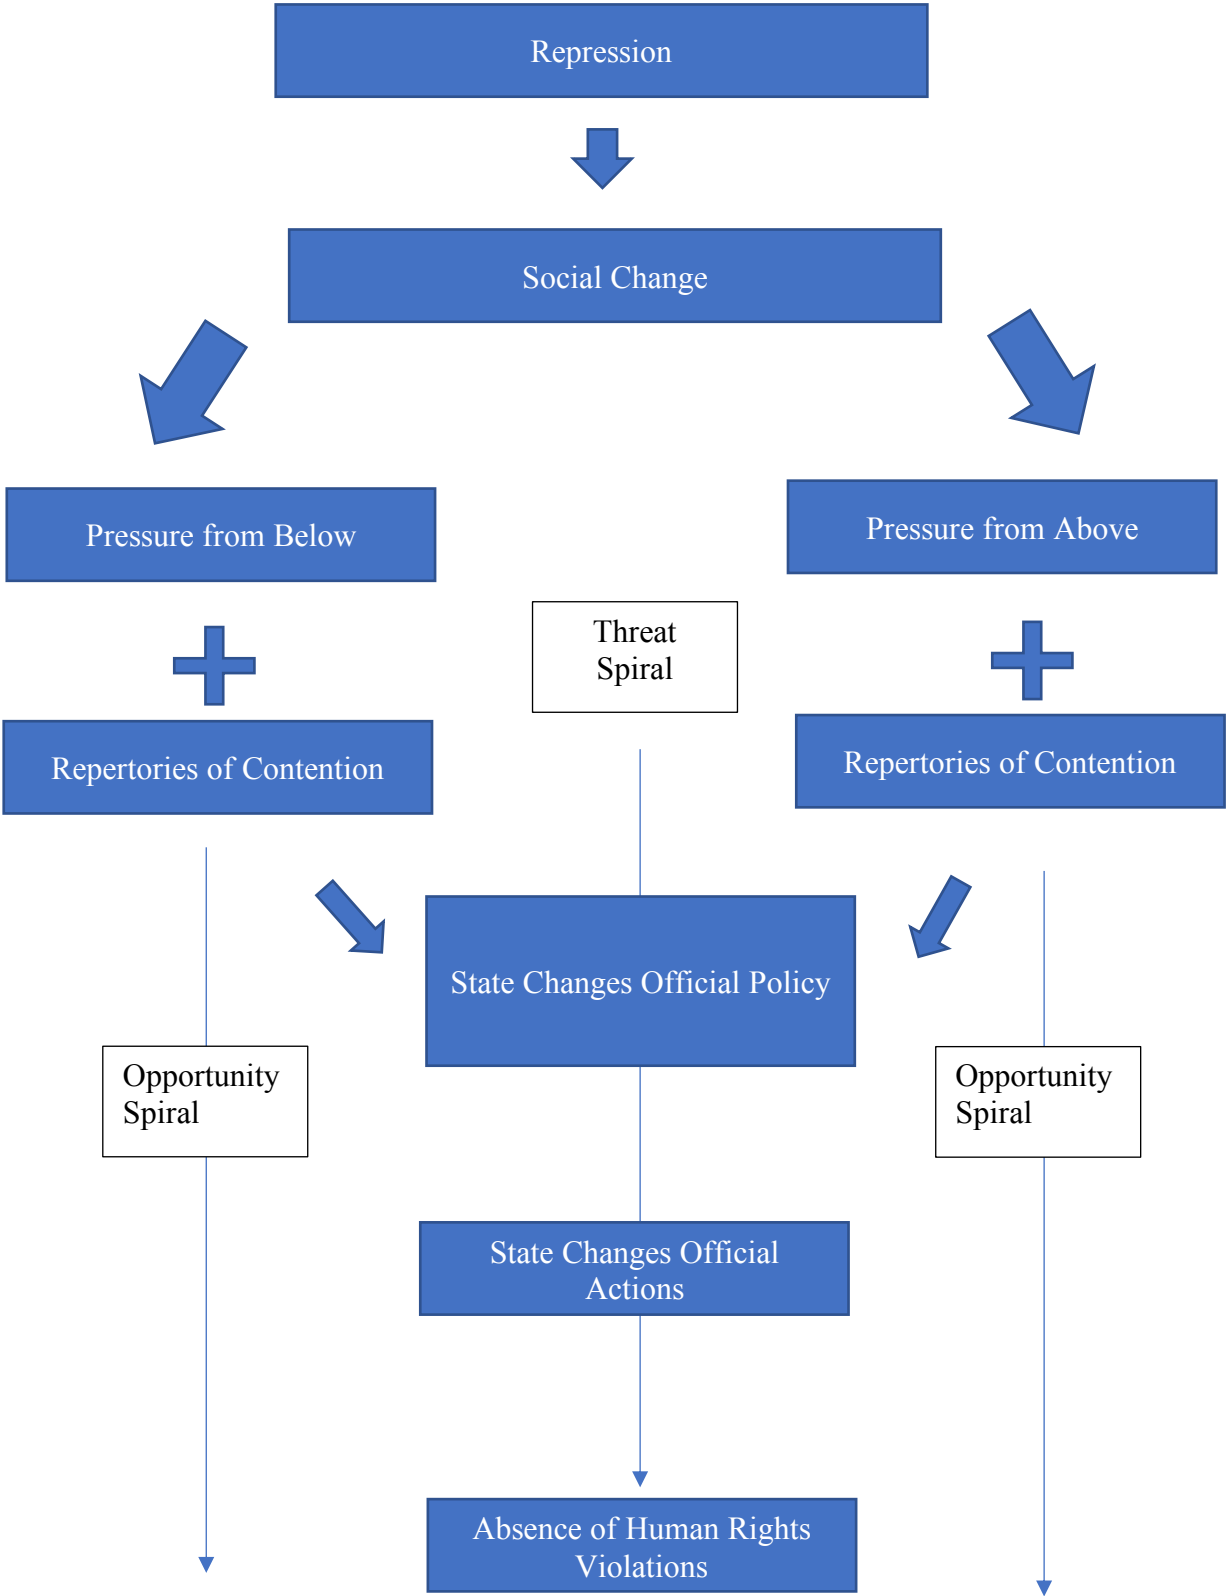 Repression
Social Change
Pressure from Below
Pressure from Above
Threat
Spiral
Repertories of Contention
Repertories of Contention
State Changes Official Policy
Opportunity
Spiral
Opportunity
Spiral
State Changes Official
Actions
Absence of Human Rights
Violations